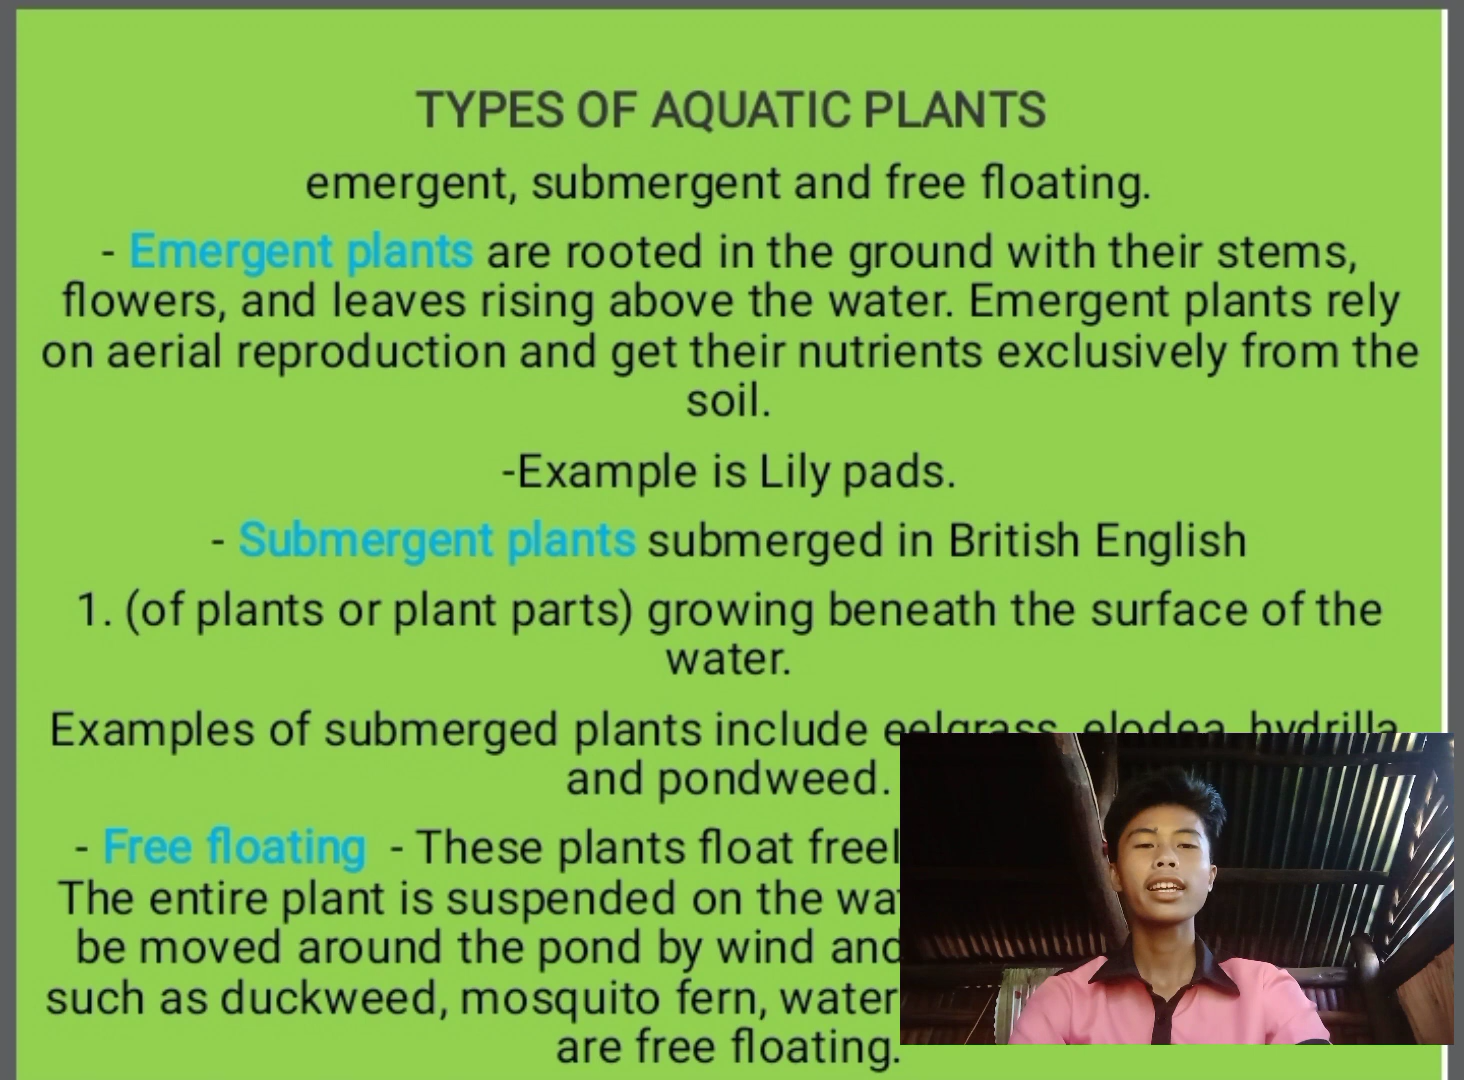 TYPES OF AQUATIC PLANTS
emergent, submergent and free floating.
- Emergent plants are rooted in the ground with their stems,
flowers, and leaves rising above the water. Emergent plants rely
on aerial reproduction and get their nutrients exclusively from the
soil.
-Example is Lily pads.
- Submergent plants submerged in British English
1. (of plants or plant parts) growing beneath the surface of the
water.
Examples of submerged plants include eelgrass, elodea, hydrilla
and pondweed.
- Free floating - These plants float
The entire plant is suspended on the
be moved around the pond by wind and
such as duckweed, mosquito fern, water
are free floating.